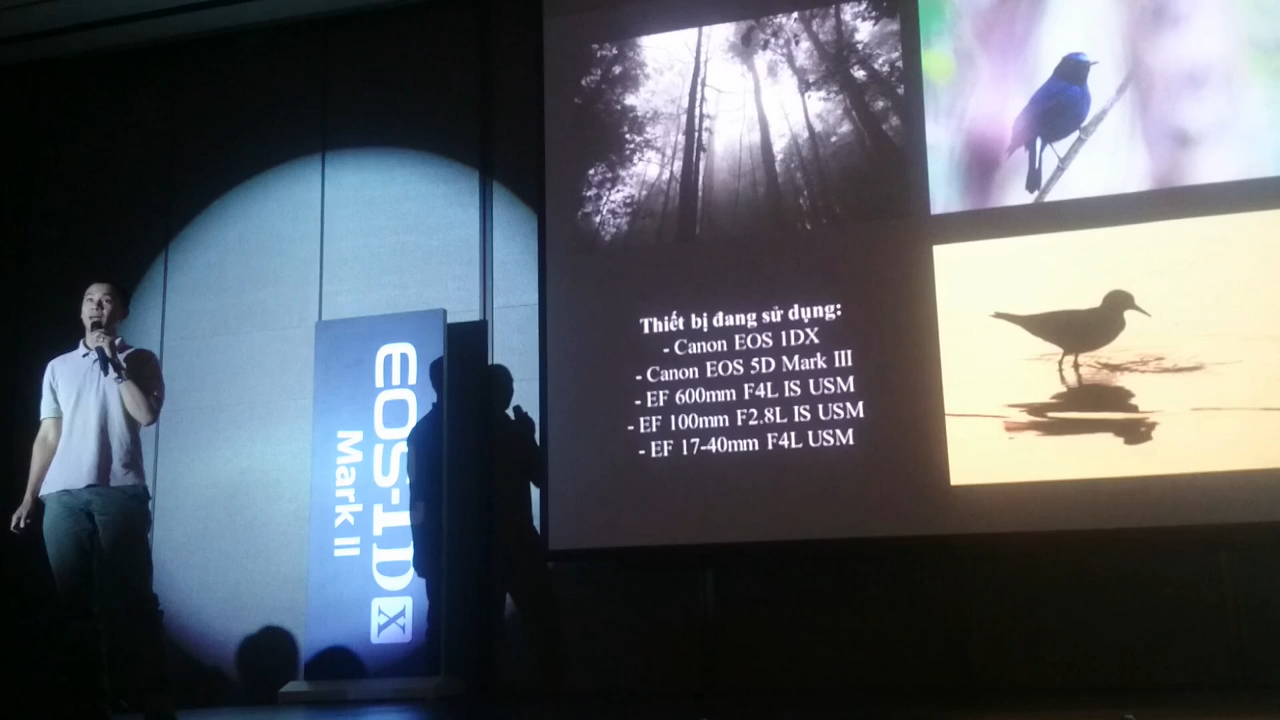 EOS-1D X
Mark II
Thiết bị đang sử dụng:
- Canon EOS 1DX
- Canon EOS 5D Mark III
- EF 600mm F4L IS USM
- EF 100mm F2.8L IS USM
- EF 17-40mm F4L USM